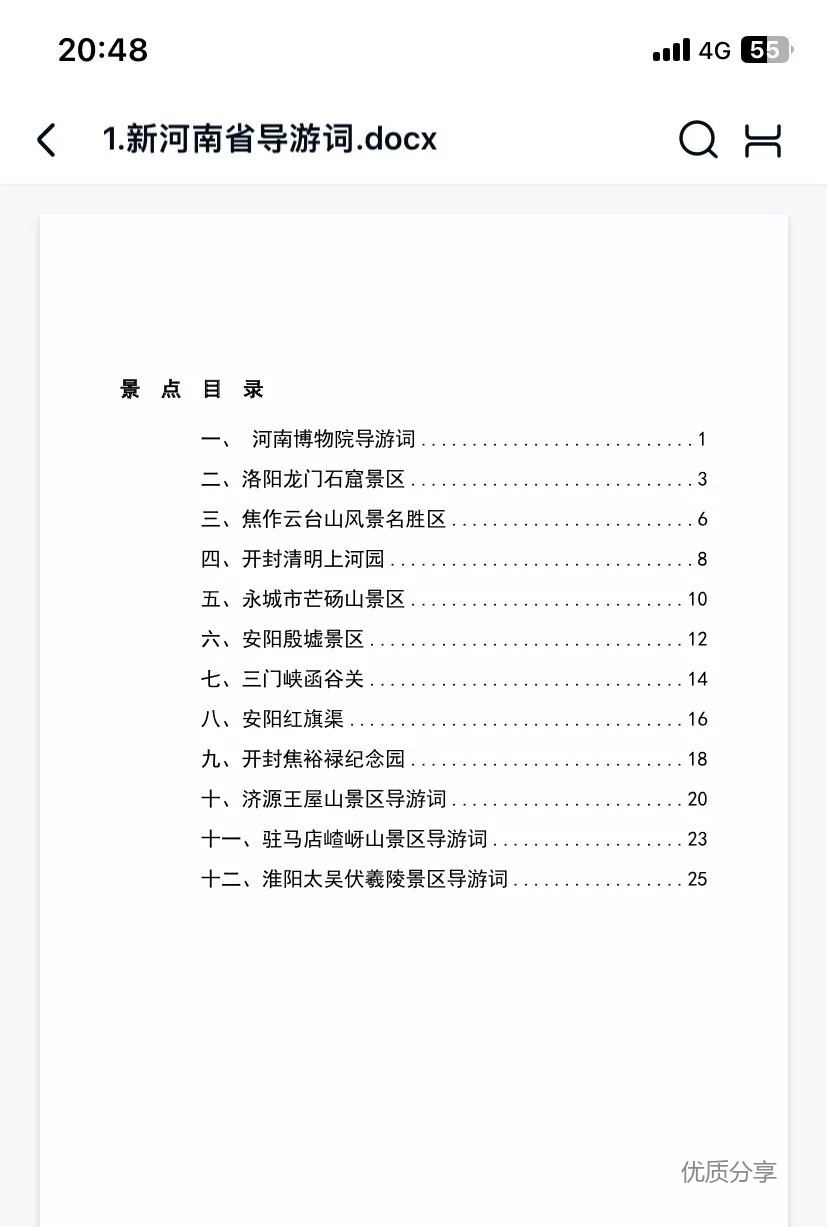 20:48
4G 55
1.新河南省导游词.docx
景 点 目 录
一、 河南博物院导游词...........................1
二、洛阳龙门石窟景区............................3
三、焦作云台山风景名胜区........................6
四、开封清明上河园..............................8
五、永城市芒砀山景区...........................10
六、安阳殷墟景区...............................12
七、三门峡函谷关...............................14
八、安阳红旗渠.................................16
九、开封焦裕禄纪念园...........................18
十、济源王屋山景区导游词.......................20
十一、驻马店嵖岈山景区导游词...................23
十二、淮阳太吴伏羲陵景区导游词.................25
优质分享